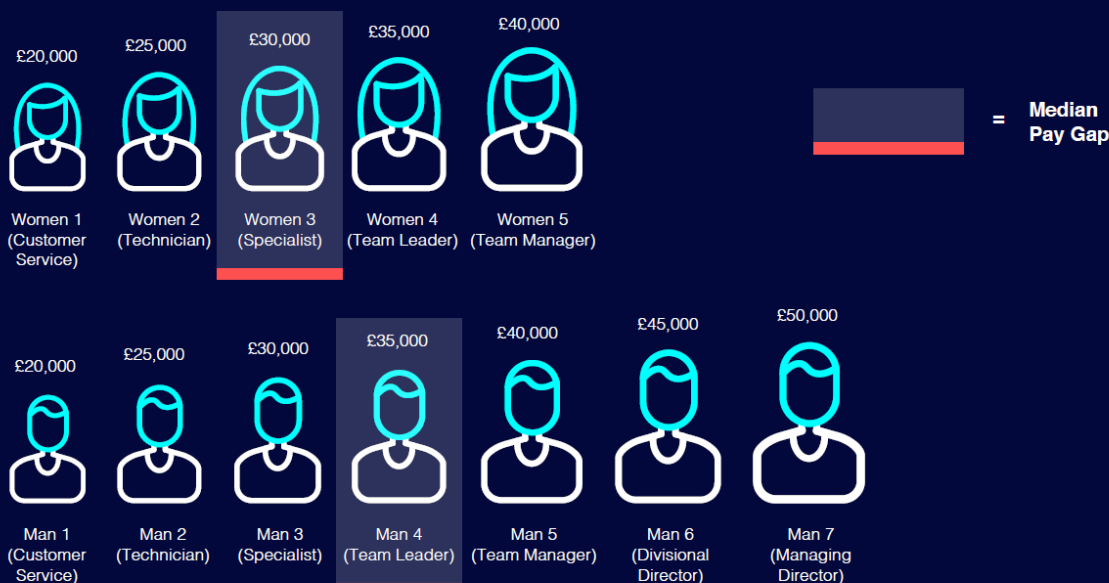 £20,000
£25,000
£30,000
£35,000
£40,000
Women 1
(Customer
Service)
Women 2
(Technician)
Women 3
(Specialist)
Women 4
(Team Leader)
Women 5
(Team Manager)
= Median
Pay Gap
£20,000
£25,000
£30,000
£35,000
£40,000
£45,000
£50,000
Man 1
(Customer
Service)
Man 2
(Technician)
Man 3
(Specialist)
Man 4
(Team Leader)
Man 5
(Team Manager)
Man 6
(Divisional
Director)
Man 7
(Managing
Director)